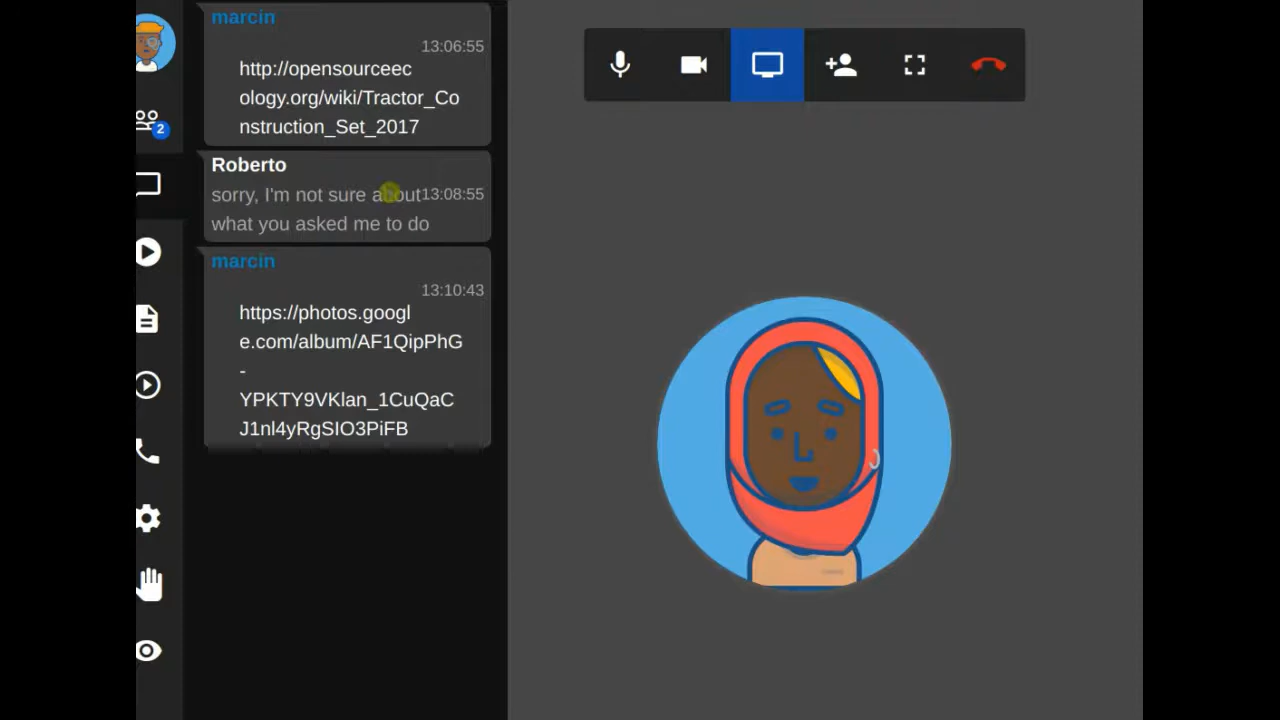 marcin
13:06:55
http://opensourceec
ology.org/wiki/Tractor_Co
nstruction_Set_2017
2
Roberto
sorry, I'm not sure about 13:08:55
what you asked me to do
marcin
13:10:43
https://photos.googl
e.com/album/AF1QipPhG
-
YPKTY9VKlan_1CuQaC
J1nl4yRgSIO3PiFB